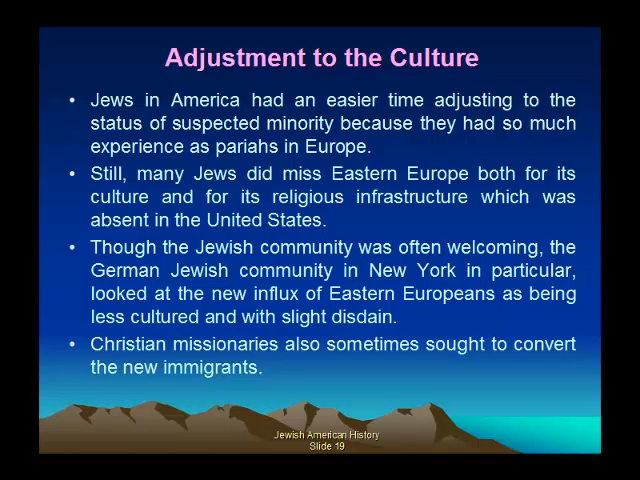 Adjustment to the Culture
• Jews in America had an easier time adjusting to the
status of suspected minority because they had so much
experience as pariahs in Europe.
• Still, many Jews did miss Eastern Europe both for its
culture and for its religious infrastructure which was
absent in the United States.
• Though the Jewish community was often welcoming, the
German Jewish community in New York in particular,
looked at the new influx of Eastern Europeans as being
less cultured and with slight disdain.
• Christian missionaries also sometimes sought to convert
the new immigrants.
Jewish American History
Slide 19